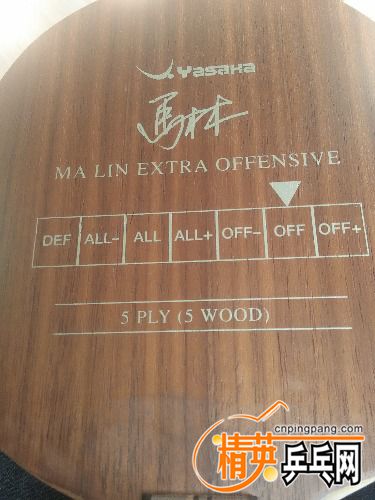 Yasaka
馬林
MA LIN EXTRA OFFENSIVE
DEF ALL- ALL ALL+ OFF- OFF OFF+
5 PLY (5 WOOD)
cnpingpang.com
精英乒乓网